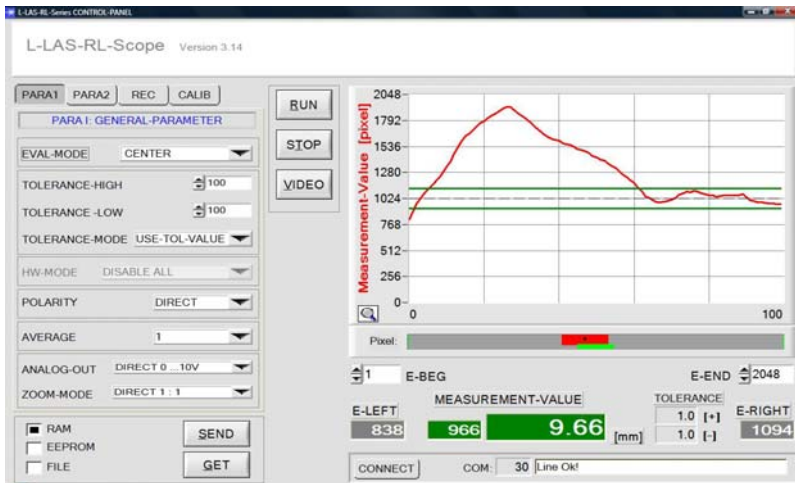 L-LAS-RL-Series CONTROL-PANEL
L-LAS-RL-Scope Version 3.14
PARA1 PARA2 REC CALIB
PARA I: GENERAL-PARAMETER
EVAL-MODE CENTER
TOLERANCE-HIGH 100
TOLERANCE -LOW 100
TOLERANCE-MODE USE-TOL-VALUE
HW-MODE DISABLE ALL
POLARITY DIRECT
AVERAGE 1
ANALOG-OUT DIRECT 0 ...10V
ZOOM-MODE DIRECT 1 : 1
RAM
EEPROM
FILE
SEND
GET
RUN
STOP
VIDEO
Measurement-Value [pixel]
2048
1792
1536
1280
1024
768
512
256
0
0 100
Pixel:
1 E-BEG E-END 2048
MEASUREMENT-VALUE TOLERANCE
E-LEFT E-RIGHT
838 966 9.66 [mm] 1.0 [+] 1094
1.0 [-]
CONNECT COM: 30 Line Ok!